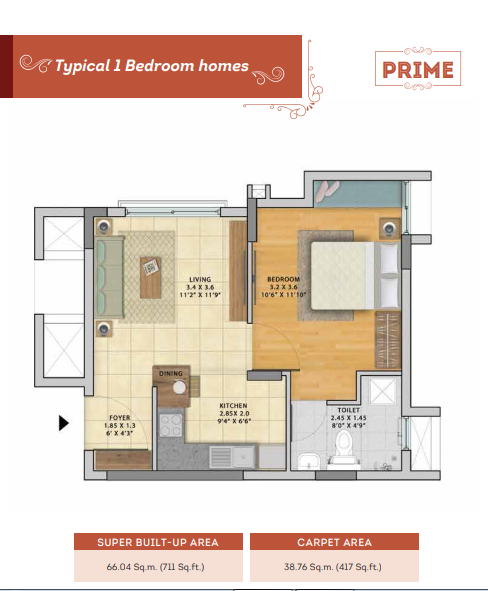 Typical 1 Bedroom homes
PRIME
LIVING
3.4 X 3.6
11'2" X 11'9"
BEDROOM
3.2 X 3.6
10'6" X 11'10"
DINING
KITCHEN
2.85X 2.0
9'4" X 6'6"
FOYER
1.85 X 1.3
6' X 4'3"
TOILET
2.45 X 1.45
8'0" X 4'9"
SUPER BUILT-UP AREA
66.04 Sq.m. (711 Sq.ft.)
CARPET AREA
38.76 Sq.m. (417 Sq.ft.)